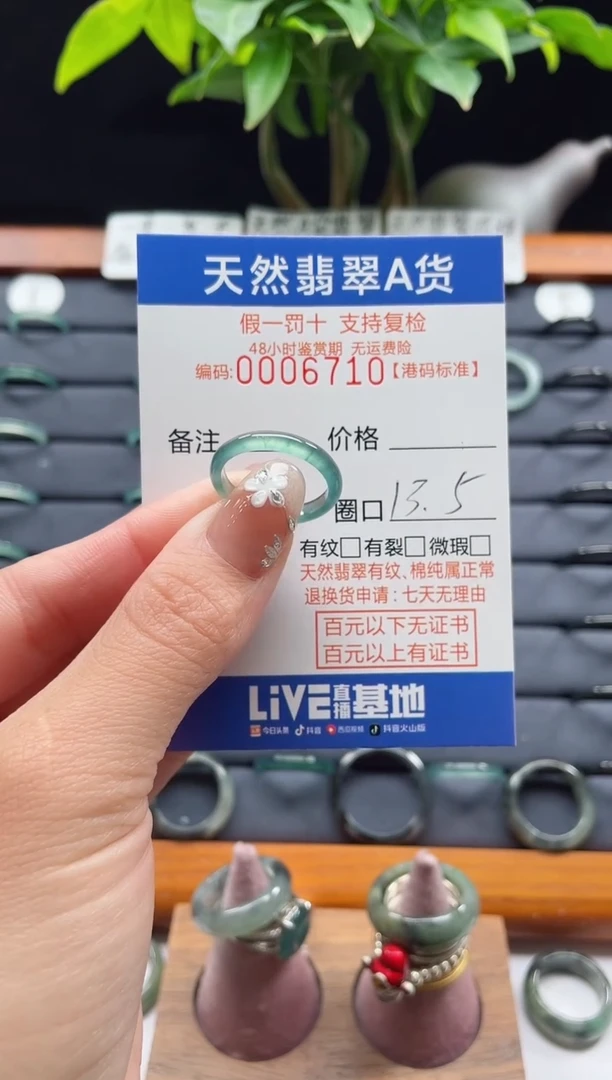 天然翡翠A货
假一罚十 支持复检
48小时鉴赏期 无运费险
编码:0006710【港码标准】
备注 价格
圈口 13.5
有纹□有裂□微瑕□
天然翡翠有纹、棉纯属正常
退换货申请：七天无理由
百元以下无证书
百元以上有证书
LiVE直播基地
今日头条 抖音 西瓜视频 抖音火山版